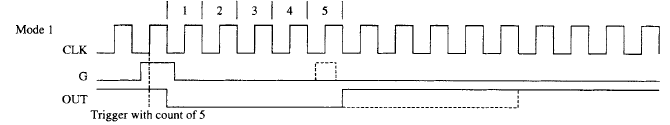 1 2 3 4 5
Mode 1
CLK
G
OUT
Trigger with count of 5